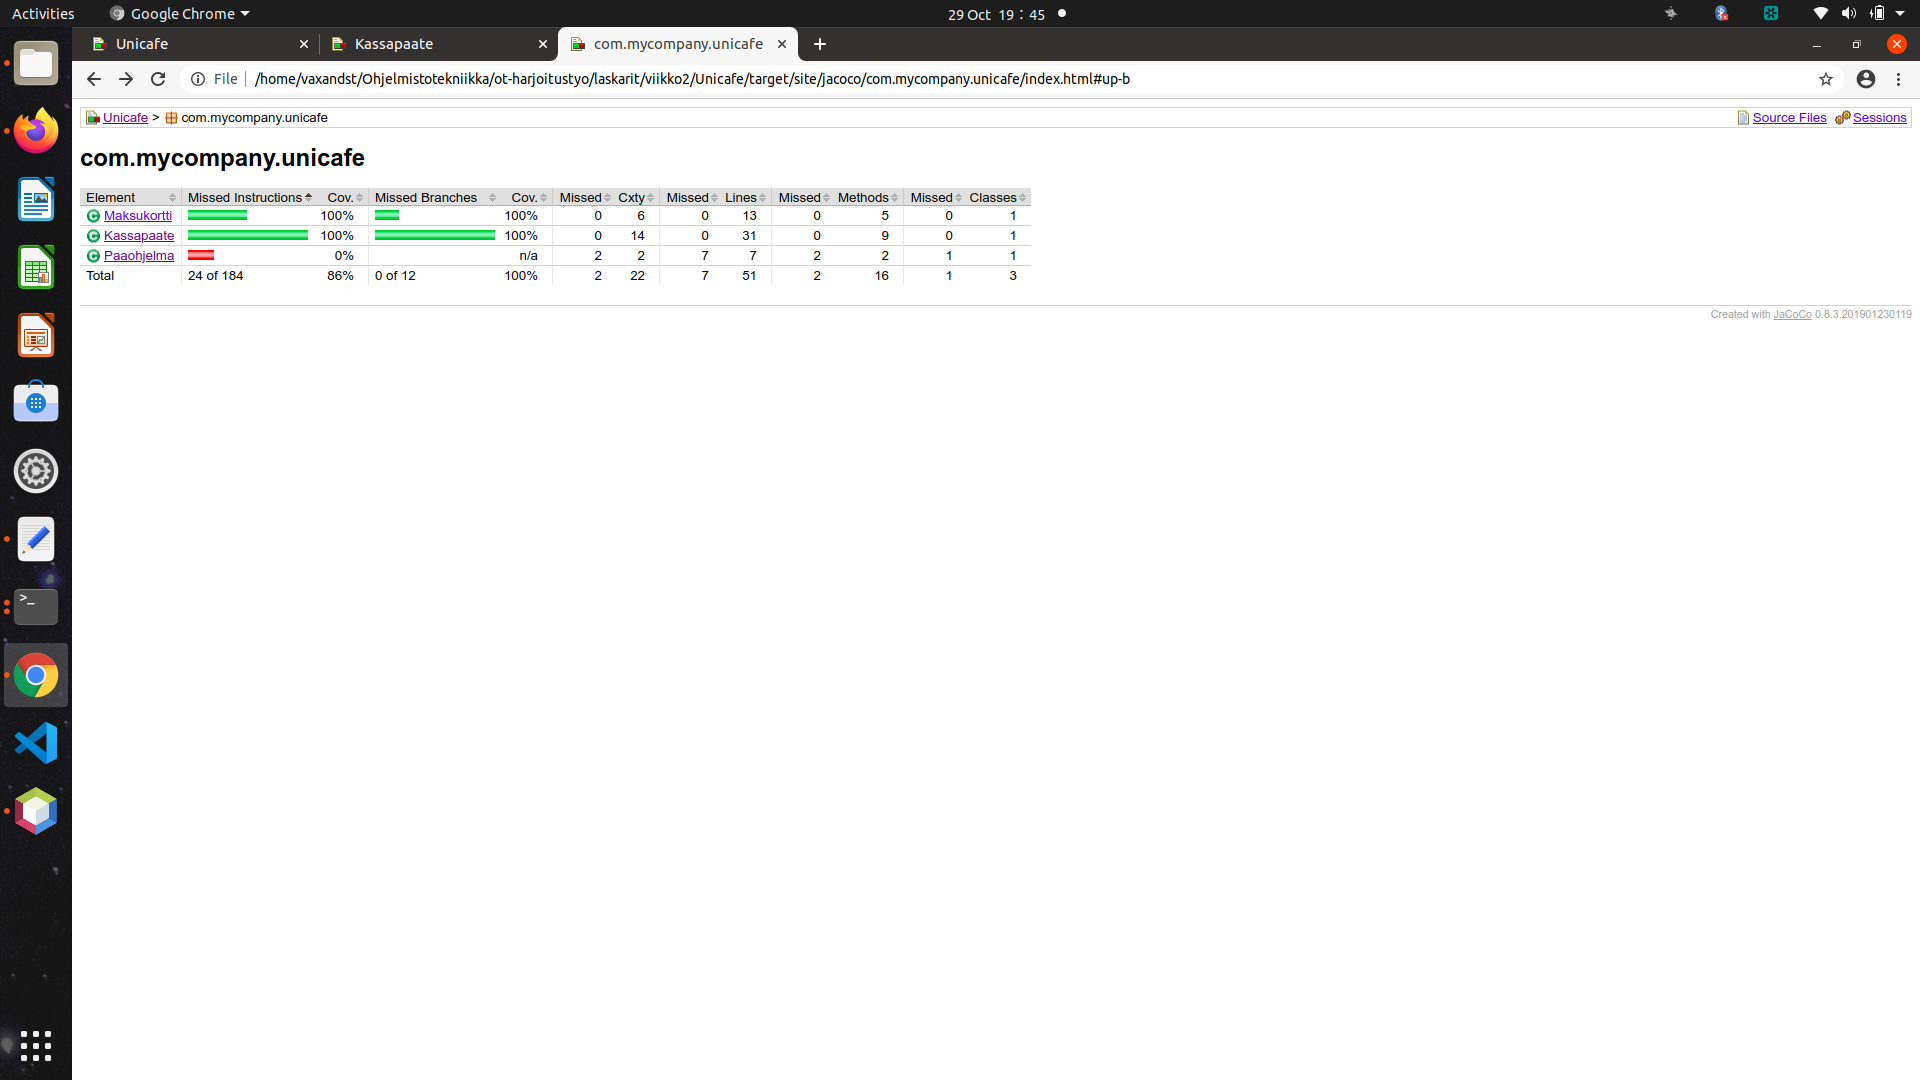 Activities Google Chrome 29 Oct 19 : 45
Unicafe Kassapaate com.mycompany.unicafe
File /home/vaxandst/Ohjelmistotekniikka/ot-harjoitustyo/laskarit/viikko2/Unicafe/target/site/jacoco/com.mycompany.unicafe/index.html#up-b
Unicafe > com.mycompany.unicafe Source Files Sessions
com.mycompany.unicafe
Element Missed Instructions Cov. Missed Branches Cov. Missed Cxty Missed Lines Missed Methods Missed Classes
Maksukortti 100% 100% 0 6 0 13 0 5 0 1
Kassapaate 100% 100% 0 14 0 31 0 9 0 1
Paaohjelma 0% n/a 2 2 7 7 2 2 1 1
Total 24 of 184 86% 0 of 12 100% 2 22 7 51 2 16 1 3
Created with JaCoCo 0.8.3.201901230119